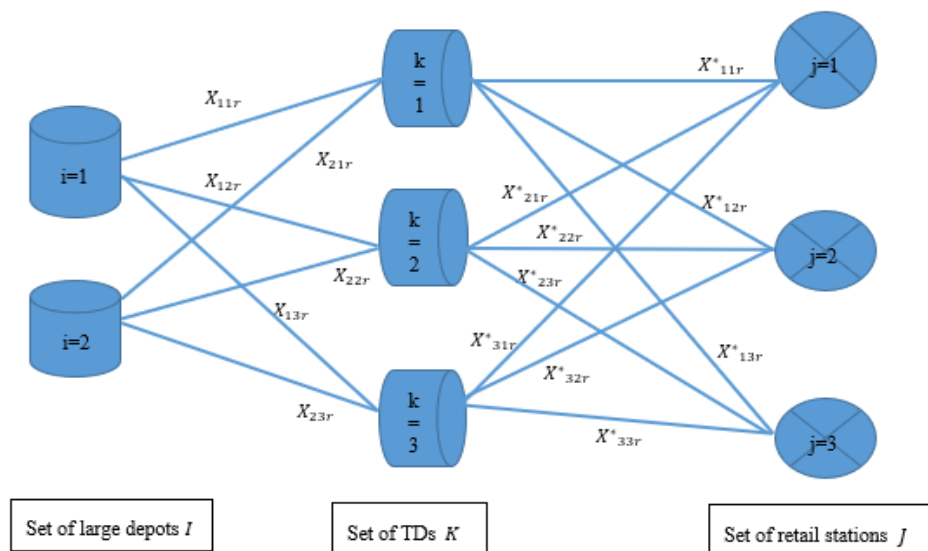 k
=
1
j=1
X*₁₁ᵣ
X₁₁ᵣ
i=1
X₂₁ᵣ
X₁₂ᵣ
X*₂₁ᵣ
X*₁₂ᵣ
k
=
2
X*₂₂ᵣ
j=2
X₂₂ᵣ
X*₂₃ᵣ
X₁₃ᵣ
i=2
X*₃₁ᵣ
X*₁₃ᵣ
X*₃₂ᵣ
k
=
3
X₂₃ᵣ
X*₃₃ᵣ
j=3
Set of large depots I
Set of TDs K
Set of retail stations J